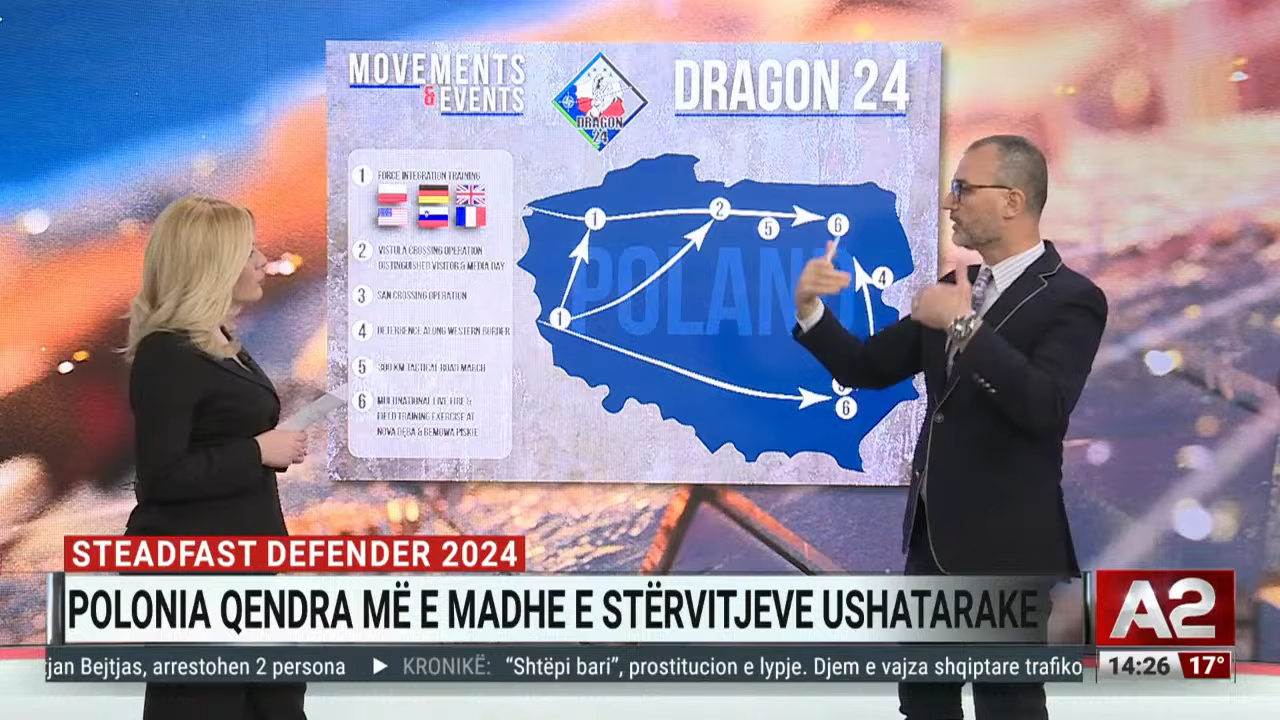 MOVEMENTS
& EVENTS
DRAGON 24
DRAGON
24
1 FORCE INTEGRATION TRAINING
2 VISTULA CROSSING OPERATION
DISTINGUISHED VISITOR & MEDIA DAY
3 SAN CROSSING OPERATION
4 DETERRENCE ALONG WESTERN BORDER
5 300 KM TACTICAL ROAD MARCH
6 MULTINATIONAL LIVE FIRE &
FIELD TRAINING EXERCISE AT
NOVA DĘBA & BEMOWA PISKIE
POLAN
1
2
5
6
4
1
6
STEADFAST DEFENDER 2024
POLONIA QENDRA MË E MADHE E STËRVITJEVE USHATARAKE
A2
jan Bejtjas, arrestohen 2 persona ▶ KRONIKË: “Shtëpi bari”, prostitucion e lypje. Djem e vajza shqiptare trafiko
14:26 17°